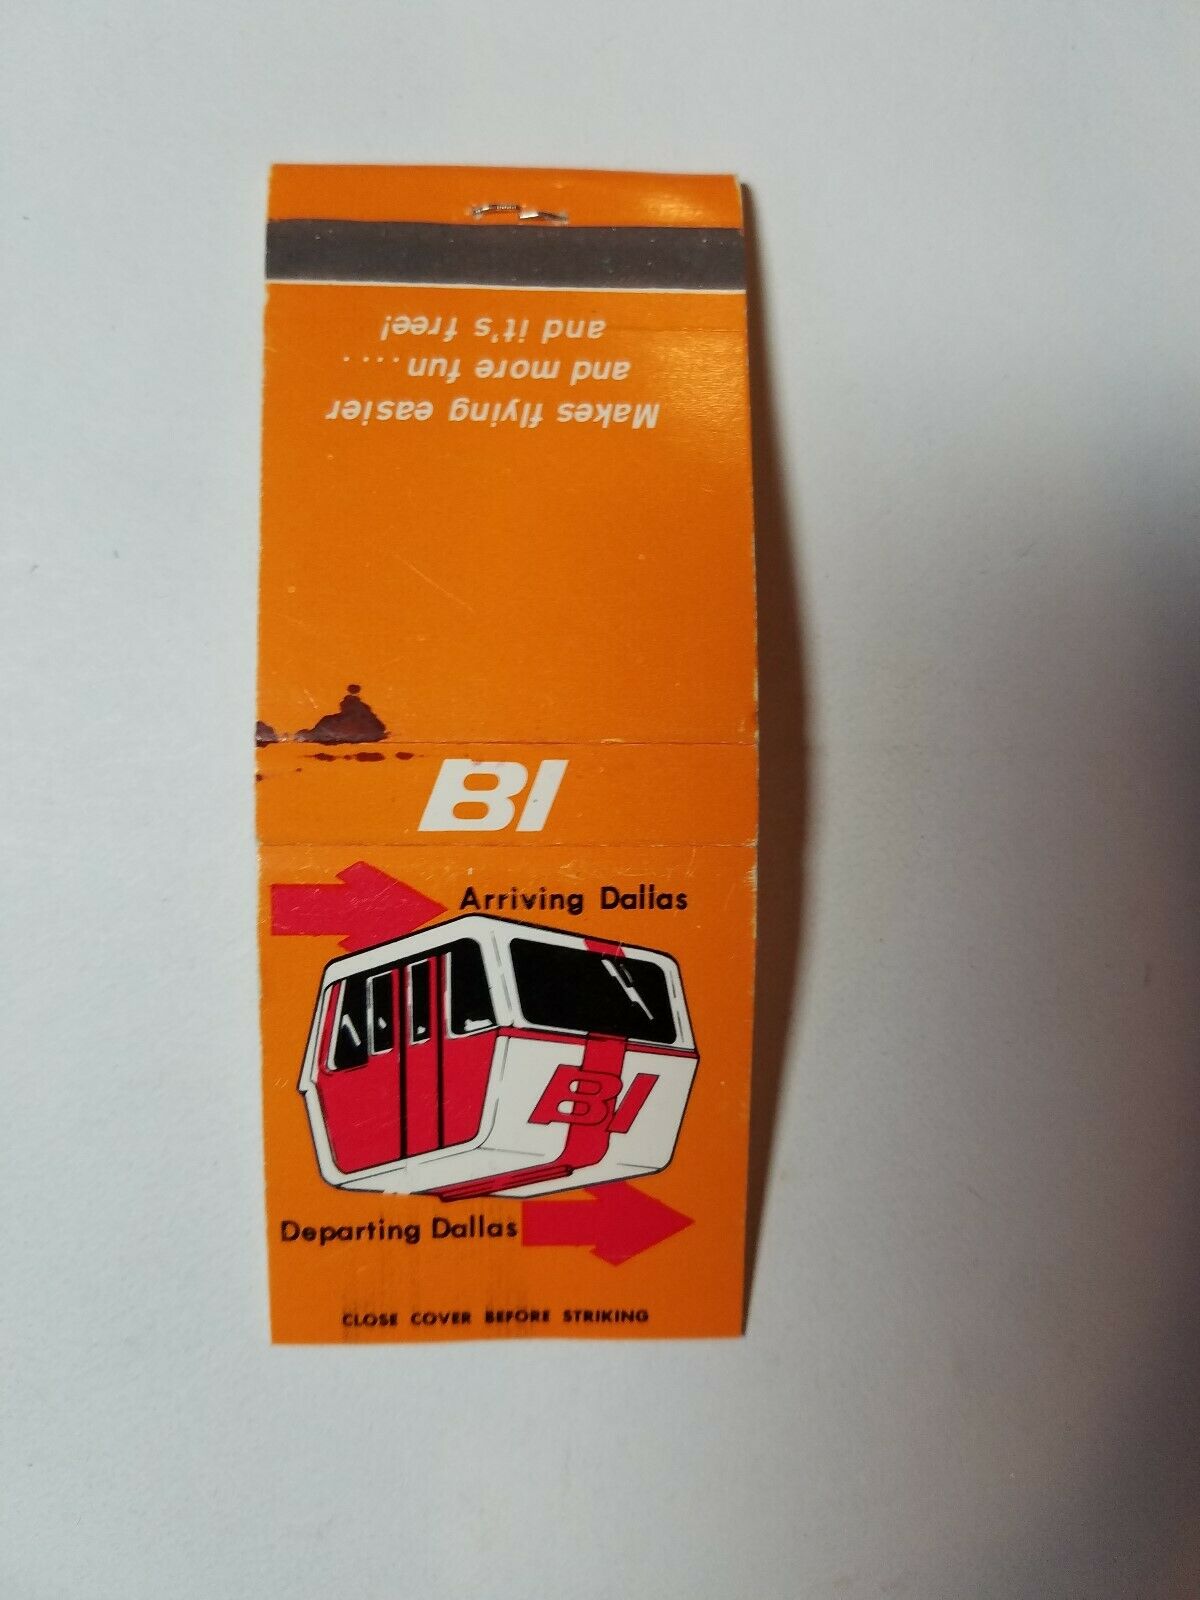 Makes flying easier
and more fun....
and it's free!
BI
Arriving Dallas
BI
Departing Dallas
CLOSE COVER BEFORE STRIKING